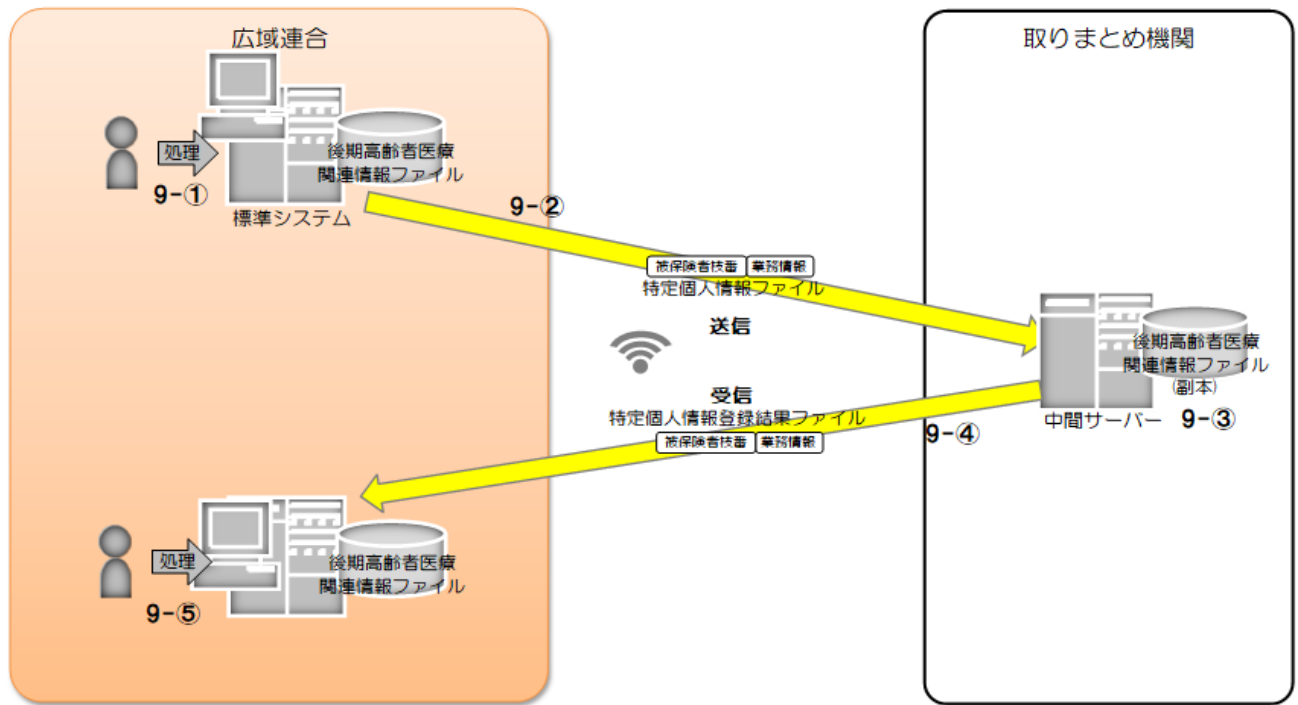 広域連合
取りまとめ機関
処理
9-①
後期高齢者医療
関連情報ファイル
標準システム
9-②
被保険者枝番 業務情報
特定個人情報ファイル
送信
後期高齢者医療
関連情報ファイル
(副本)
中間サーバー 9-③
受信
特定個人情報登録結果ファイル
被保険者枝番 業務情報
9-④
処理
9-⑤
後期高齢者医療
関連情報ファイル